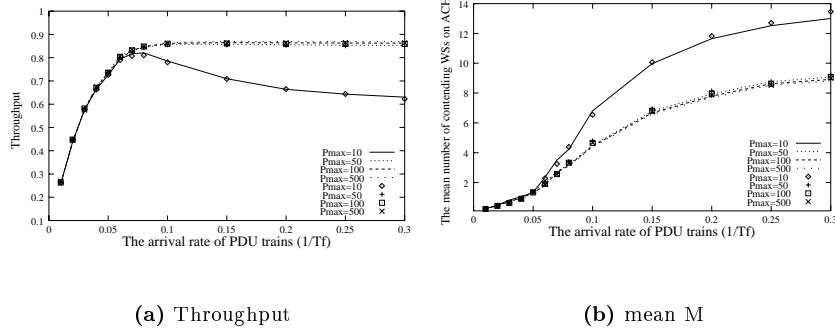 1
0.9
0.8
0.7
0.6
0.5
0.4
0.3
0.2
0.1
0
0.05
0.1
0.15
0.2
0.25
0.3
Throughput
The arrival rate of PDU trains (1/Tf)
Pmax=10
Pmax=50
Pmax=100
Pmax=500
Pmax=10
Pmax=50
Pmax=100
Pmax=500
14
12
10
8
6
4
2
0
0.05
0.1
0.15
0.2
0.25
0.3
The mean number of contending WSs on ACH
The arrival rate of PDU trains (1/Tf)
Pmax=10
Pmax=50
Pmax=100
Pmax=500
Pmax=10
Pmax=50
Pmax=100
Pmax=500
(a) Throughput
(b) mean M